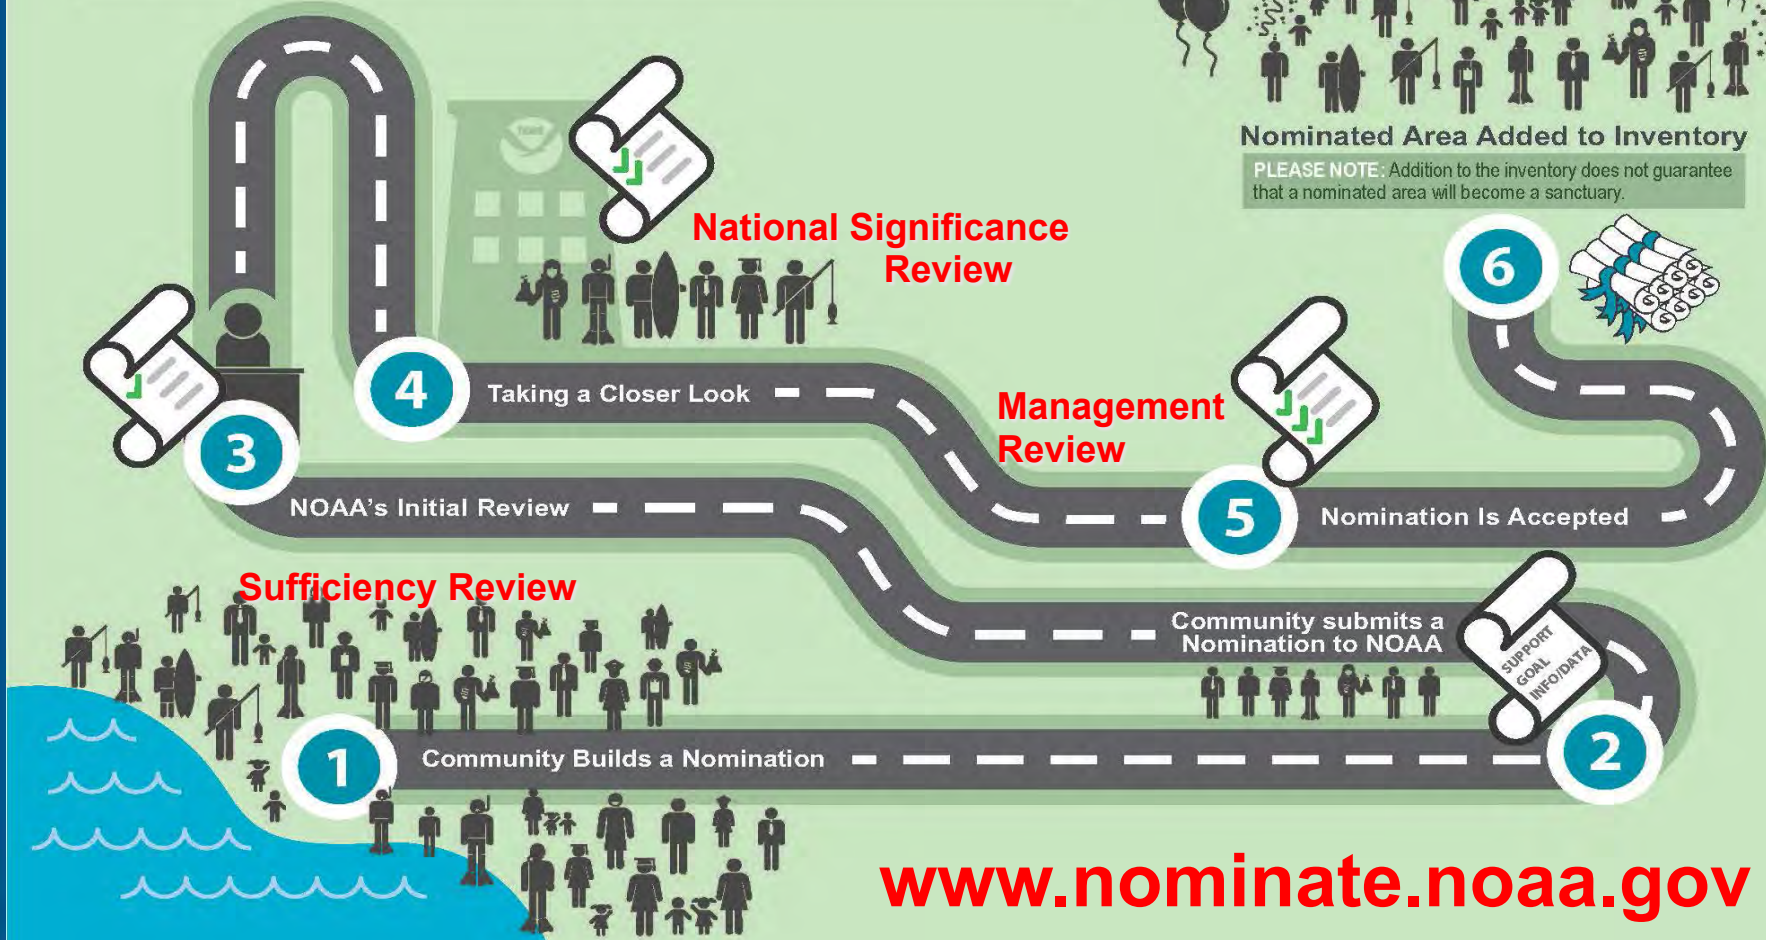 Nominated Area Added to Inventory
PLEASE NOTE: Addition to the inventory does not guarantee
that a nominated area will become a sanctuary.
National Significance
Review
6
4
Taking a Closer Look
Management
Review
3
NOAA's Initial Review
5
Nomination Is Accepted
Sufficiency Review
Community submits a
Nomination to NOAA
SUPPORT
GOAL
INFO/DATA
1
Community Builds a Nomination
2
www.nominate.noaa.gov